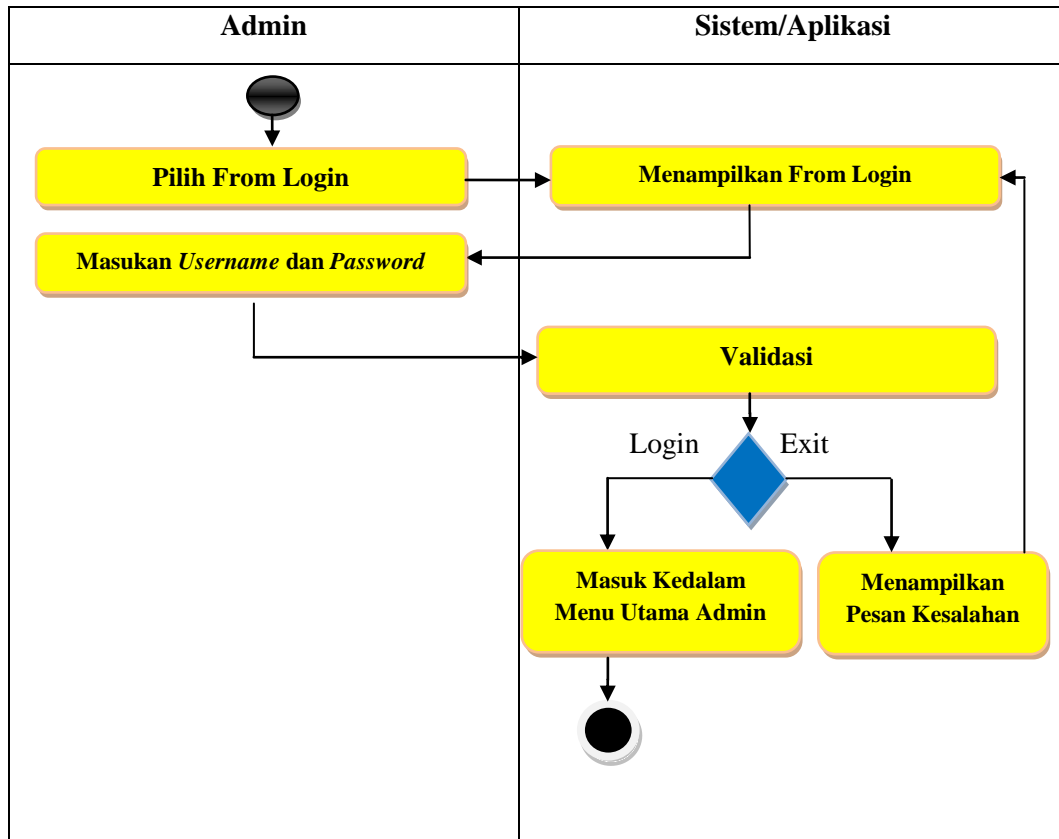 Admin
Sistem/Aplikasi
Pilih From Login
Menampilkan From Login
Masukan Username dan Password
Validasi
Login
Exit
Masuk Kedalam
Menu Utama Admin
Menampilkan
Pesan Kesalahan